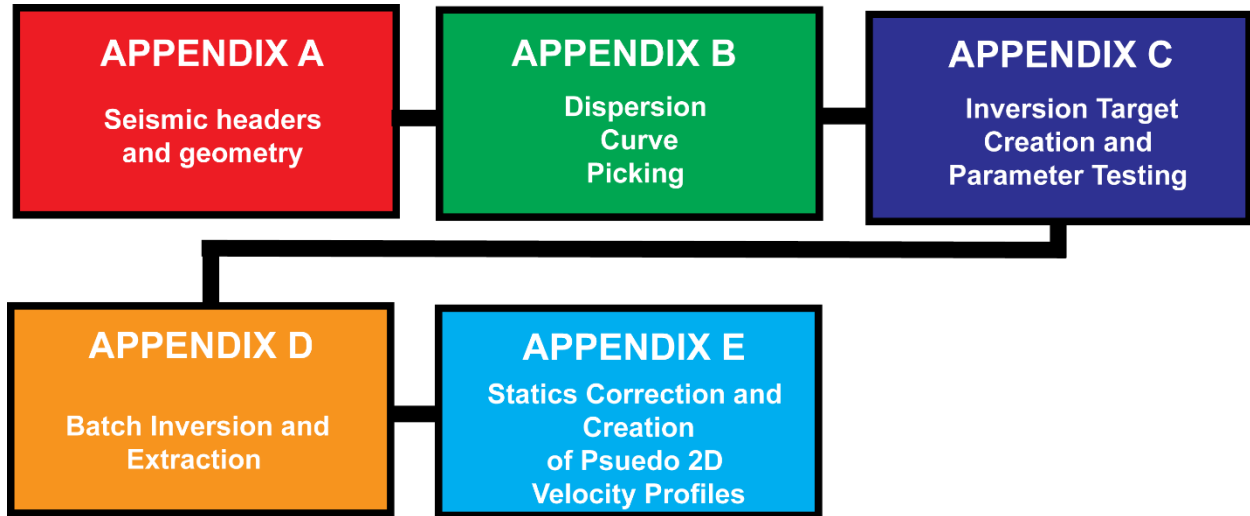 APPENDIX A
Seismic headers
and geometry
APPENDIX B
Dispersion
Curve
Picking
APPENDIX C
Inversion Target
Creation and
Parameter Testing
APPENDIX D
Batch Inversion and
Extraction
APPENDIX E
Statics Correction and
Creation
of Psuedo 2D
Velocity Profiles